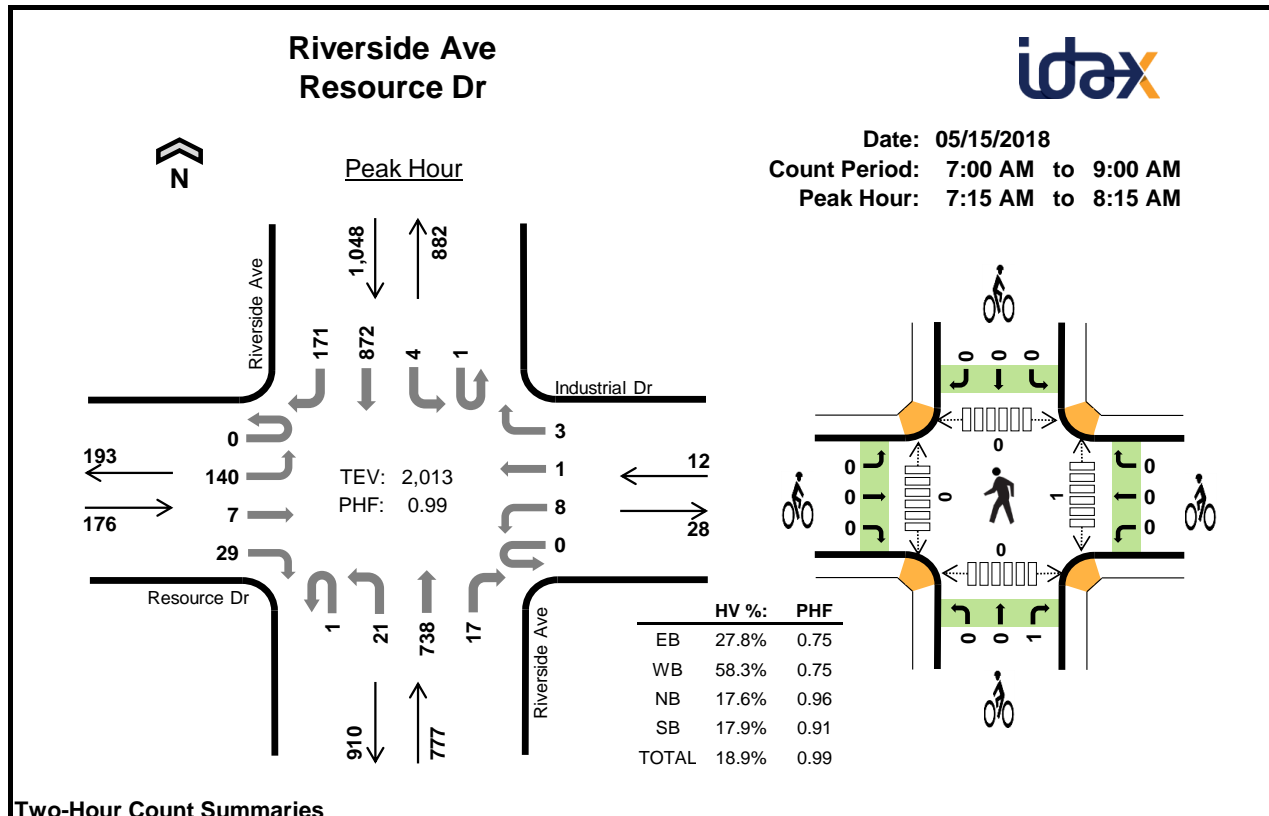 Riverside Ave
Resource Dr
idax
Date: 05/15/2018
Count Period: 7:00 AM to 9:00 AM
Peak Hour: 7:15 AM to 8:15 AM
N
Peak Hour
1,048
882
Riverside Ave
171
872
4
1
Industrial Dr
0
3
193
140
TEV: 2,013
1
12
176
7
PHF: 0.99
8
28
29
0
Resource Dr
1
21
738
17
Riverside Ave
910
777
HV %: PHF
EB 27.8% 0.75
WB 58.3% 0.75
NB 17.6% 0.96
SB 17.9% 0.91
TOTAL 18.9% 0.99
0 0 0
0
0 0
0 0 1 0
0 0
0
0 0 1
Two-Hour Count Summaries